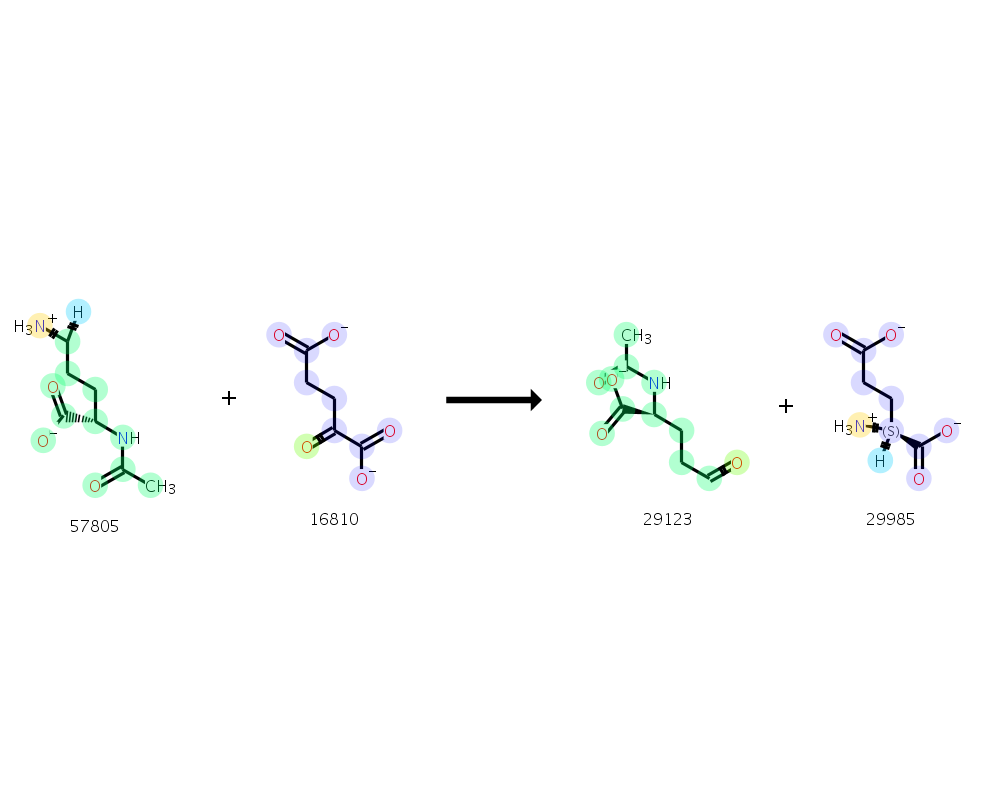 H
H₃N⁺
O
O⁻
NH
O
CH₃
57805
+
O
O⁻
O
O
O⁻
16810
CH₃
O
O⁻
NH
O
O
29123
+
O
O⁻
H₃N⁺
(S)
O⁻
H
O
29985